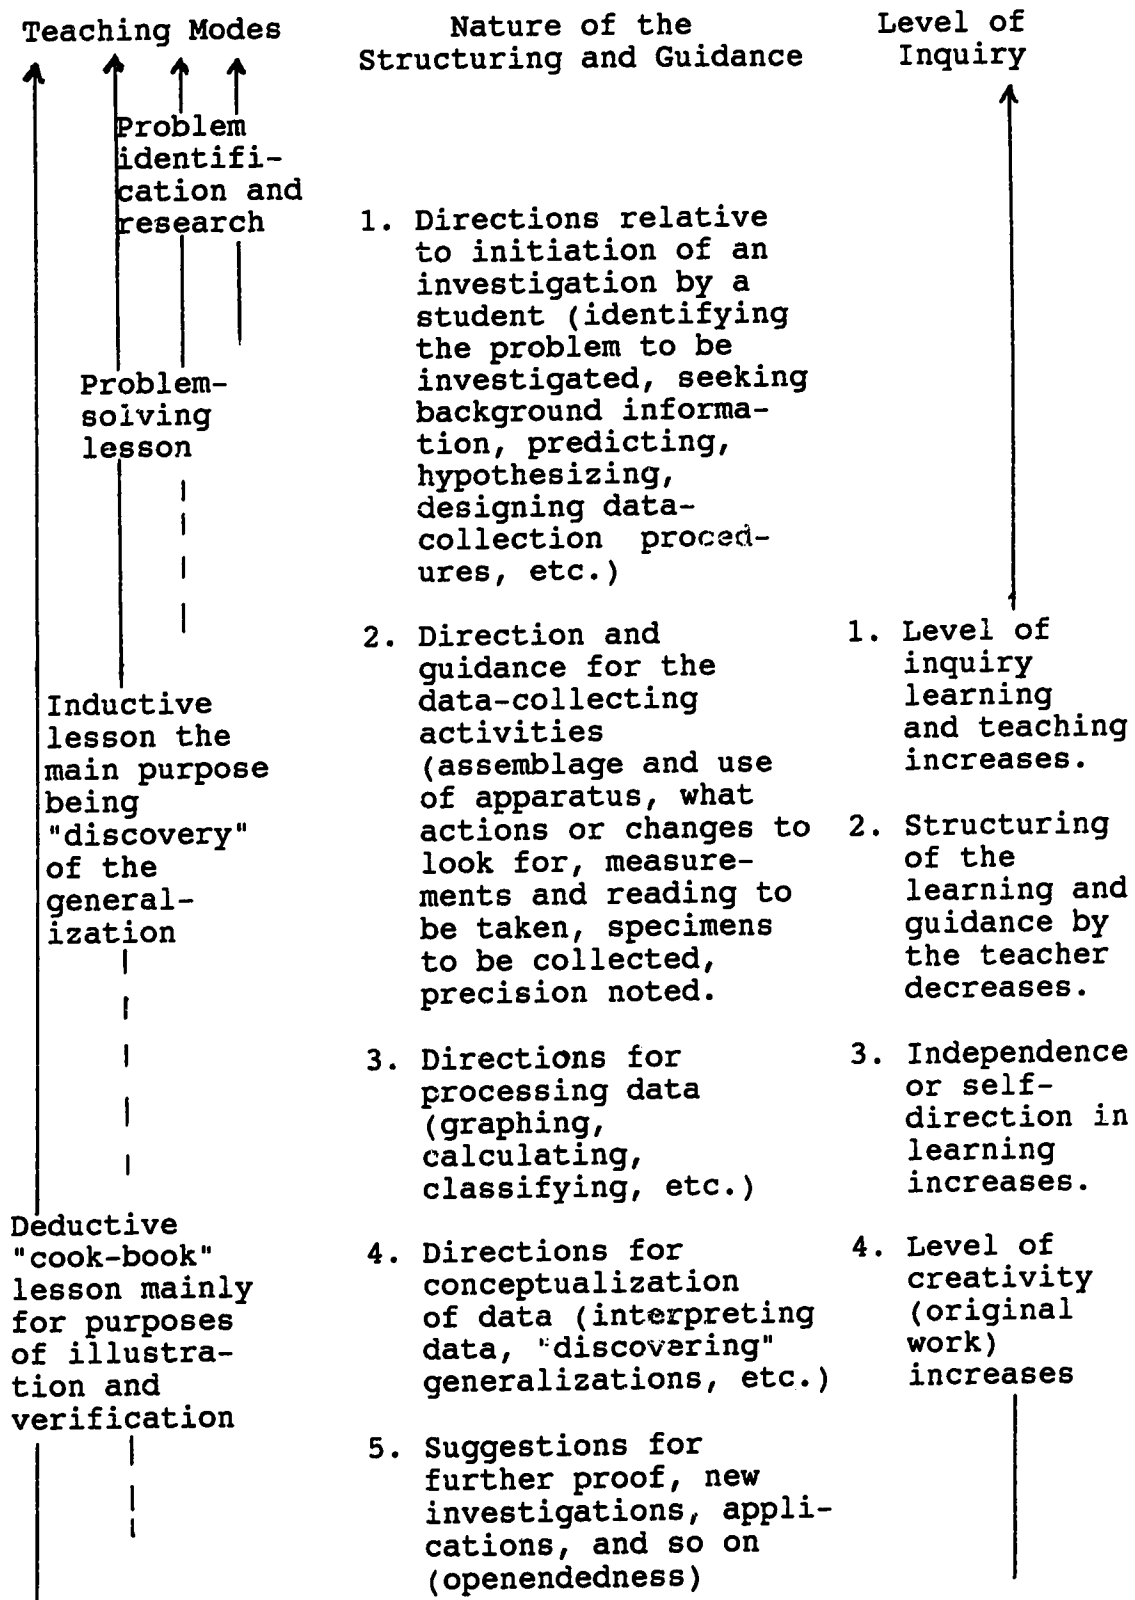 Teaching Modes
Nature of the
Structuring and Guidance
Level of
Inquiry
Problem
identifi-
cation and
research
Problem-
solving
lesson
Inductive
lesson the
main purpose
being
"discovery"
of the
general-
ization
Deductive
"cook-book"
lesson mainly
for purposes
of illustra-
tion and
verification
1. Directions relative
to initiation of an
investigation by a
student (identifying
the problem to be
investigated, seeking
background informa-
tion, predicting,
hypothesizing,
designing data-
collection proced-
ures, etc.)
2. Direction and
guidance for the
data-collecting
activities
(assemblage and use
of apparatus, what
actions or changes to
look for, measure-
ments and reading to
be taken, specimens
to be collected,
precision noted.
3. Directions for
processing data
(graphing,
calculating,
classifying, etc.)
4. Directions for
conceptualization
of data (interpreting
data, "discovering"
generalizations, etc.)
5. Suggestions for
further proof, new
investigations, appli-
cations, and so on
(openendedness)
1. Level of
inquiry
learning
and teaching
increases.
2. Structuring
of the
learning and
guidance by
the teacher
decreases.
3. Independence
or self-
direction in
learning
increases.
4. Level of
creativity
(original
work)
increases